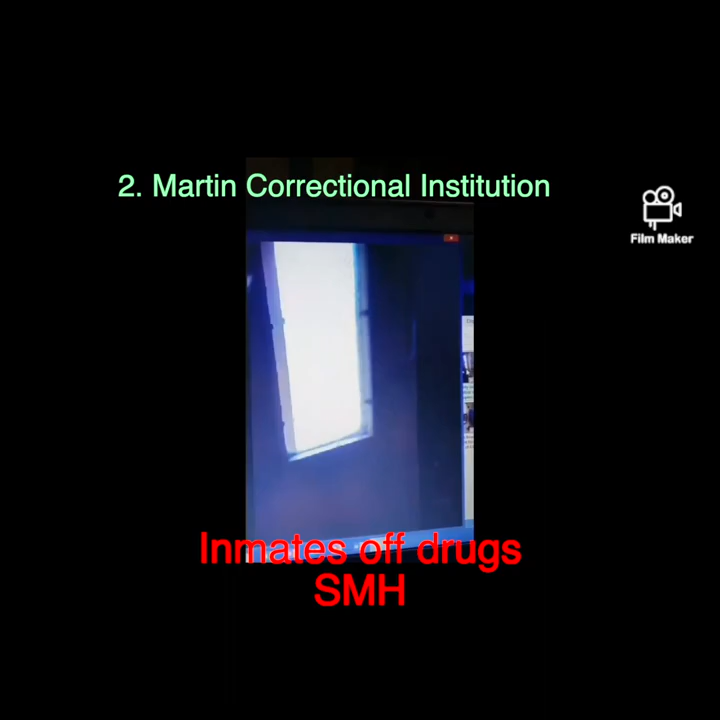 2. Martin Correctional Institution
Film Maker
Inmates off drugs
SMH